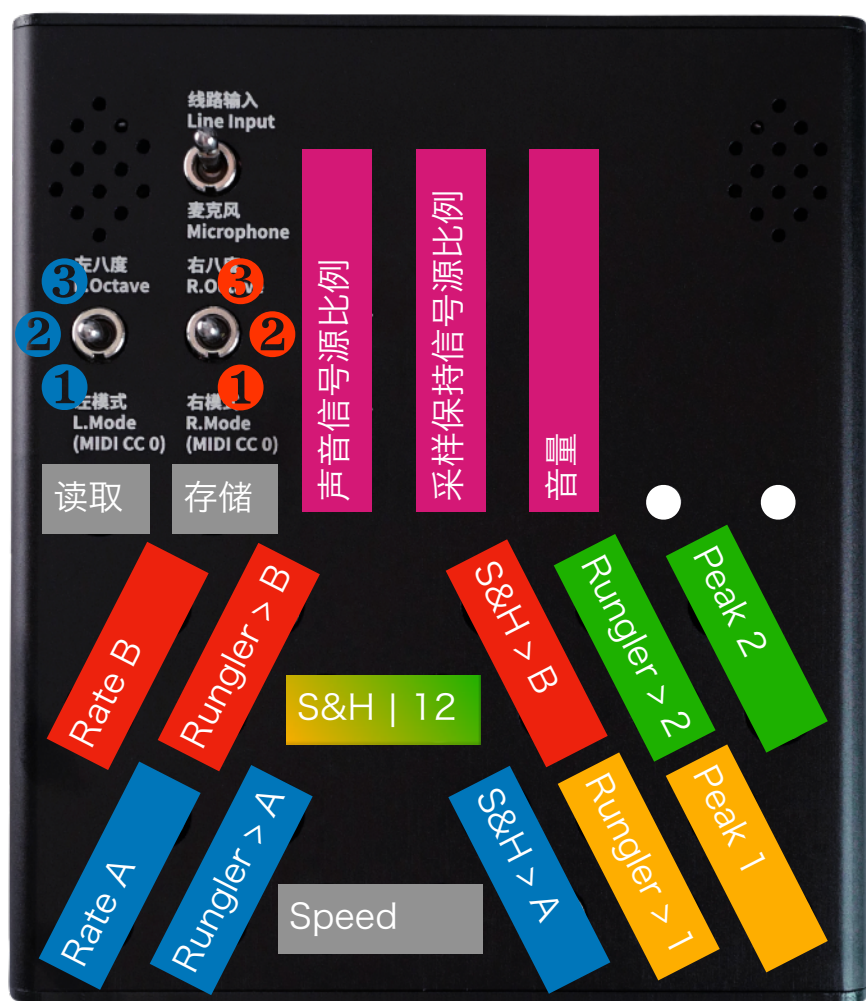 线路输入
Line Input
麦克风
Microphone
左八度
L.Octave
右八度
R.Octave
3
3
2
2
1
1
左模式
L.Mode
(MIDI CC 0)
右模式
R.Mode
(MIDI CC 0)
声音信号源比例
采样保持信号源比例
音量
读取
存储
Rate B
Rungler > B
S&H > B
Rungler > 2
Peak 2
S&H | 12
Rate A
Rungler > A
Speed
S&H > A
Rungler > 1
Peak 1